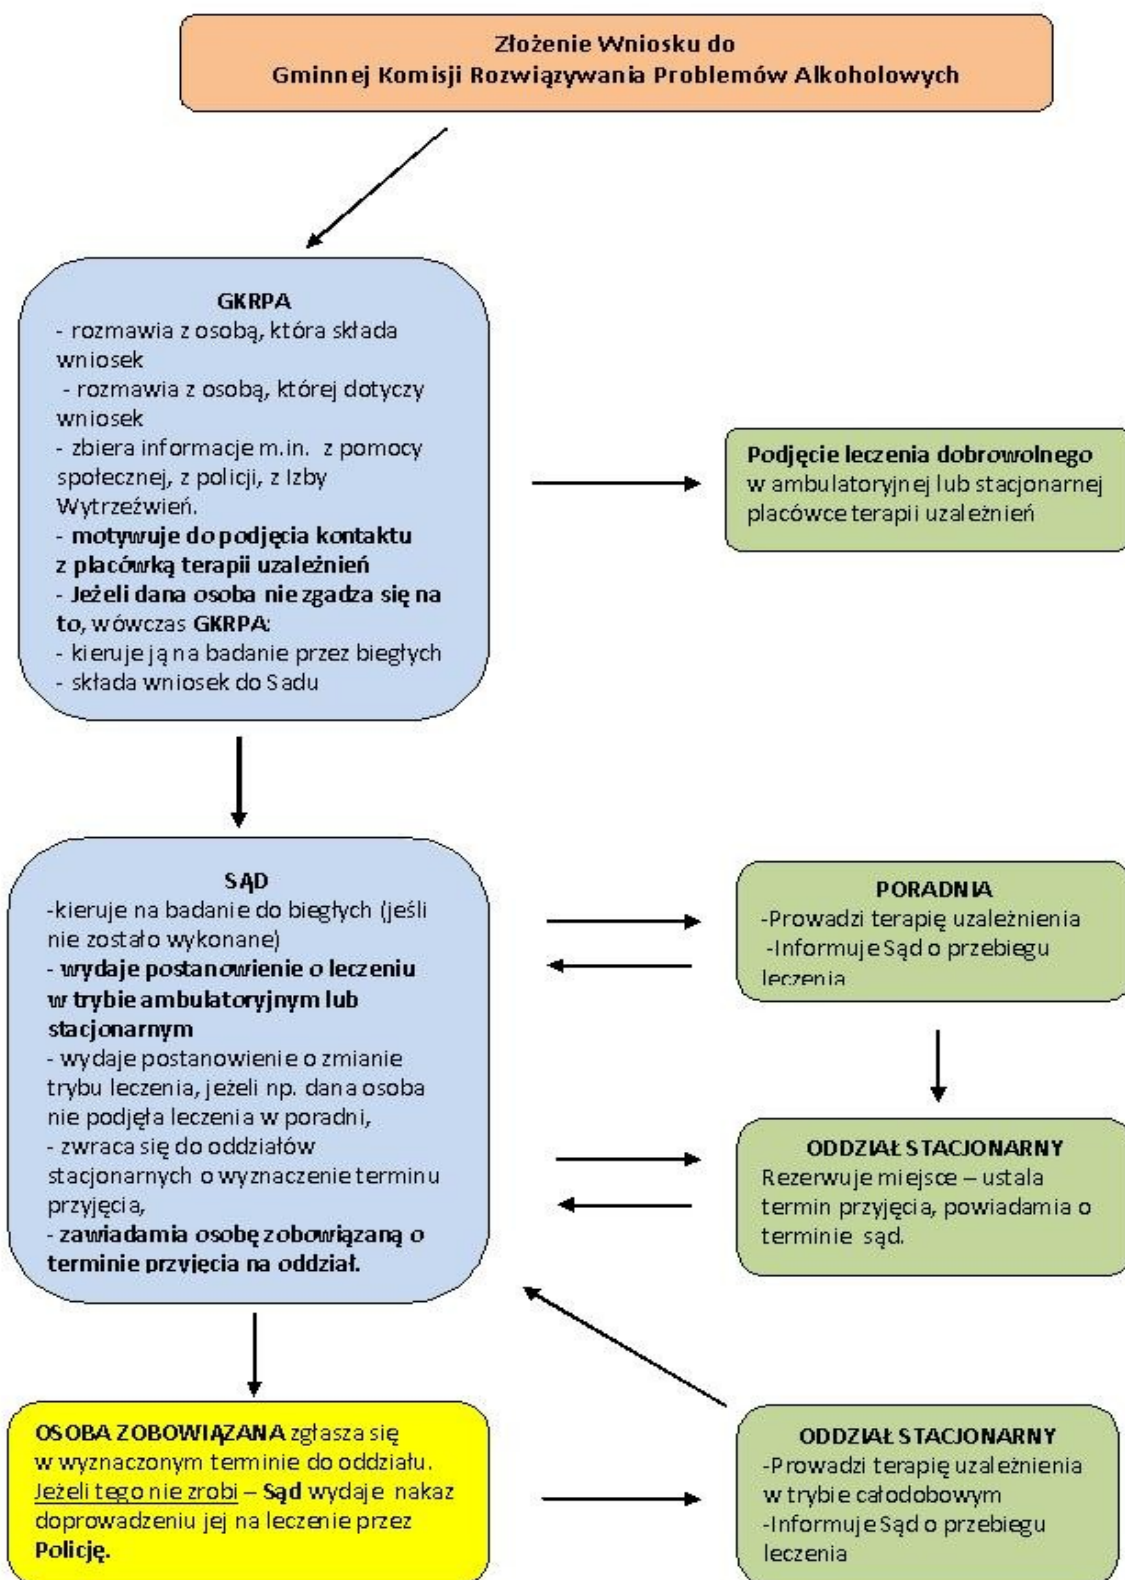 Złożenie Wniosku do
Gminnej Komisji Rozwiązywania Problemów Alkoholowych
GKRPA
- rozmawia z osobą, która składa
wniosek
- rozmawia z osobą, której dotyczy
wniosek
- zbiera informacje m.in. z pomocy
społecznej, z policji, z Izby
Wytrzeźwień.
- motywuje do podjęcia kontaktu
z placówką terapii uzależnień
- Jeżeli dana osoba nie zgadza się na
to, wówczas GKRPA:
- kieruje ją na badanie przez biegłych
- składa wniosek do Sadu
Podjęcie leczenia dobrowolnego
w ambulatoryjnej lub stacjonarnej
placówce terapii uzależnień
SĄD
-kieruje na badanie do biegłych (jeśli
nie zostało wykonane)
- wydaje postanowienie o leczeniu
w trybie ambulatoryjnym lub
stacjonarnym
- wydaje postanowienie o zmianie
trybu leczenia, jeżeli np. dana osoba
nie podjęła leczenia w poradni,
- zwraca się do oddziałów
stacjonarnych o wyznaczenie terminu
przyjęcia,
- zawiadamia osobę zobowiązaną o
terminie przyjęcia na oddział.
PORADNIA
-Prowadzi terapię uzależnienia
-Informuje Sąd o przebiegu
leczenia
ODDZIAŁ STACJONARNY
Rezerwuje miejsce – ustala
termin przyjęcia, powiadamia o
terminie sąd.
OSOBA ZOBOWIĄZANA zgłasza się
w wyznaczonym terminie do oddziału.
Jeżeli tego nie zrobi – Sąd wydaje nakaz
doprowadzeniu jej na leczenie przez
Policję.
ODDZIAŁ STACJONARNY
-Prowadzi terapię uzależnienia
w trybie całodobowym
-Informuje Sąd o przebiegu
leczenia